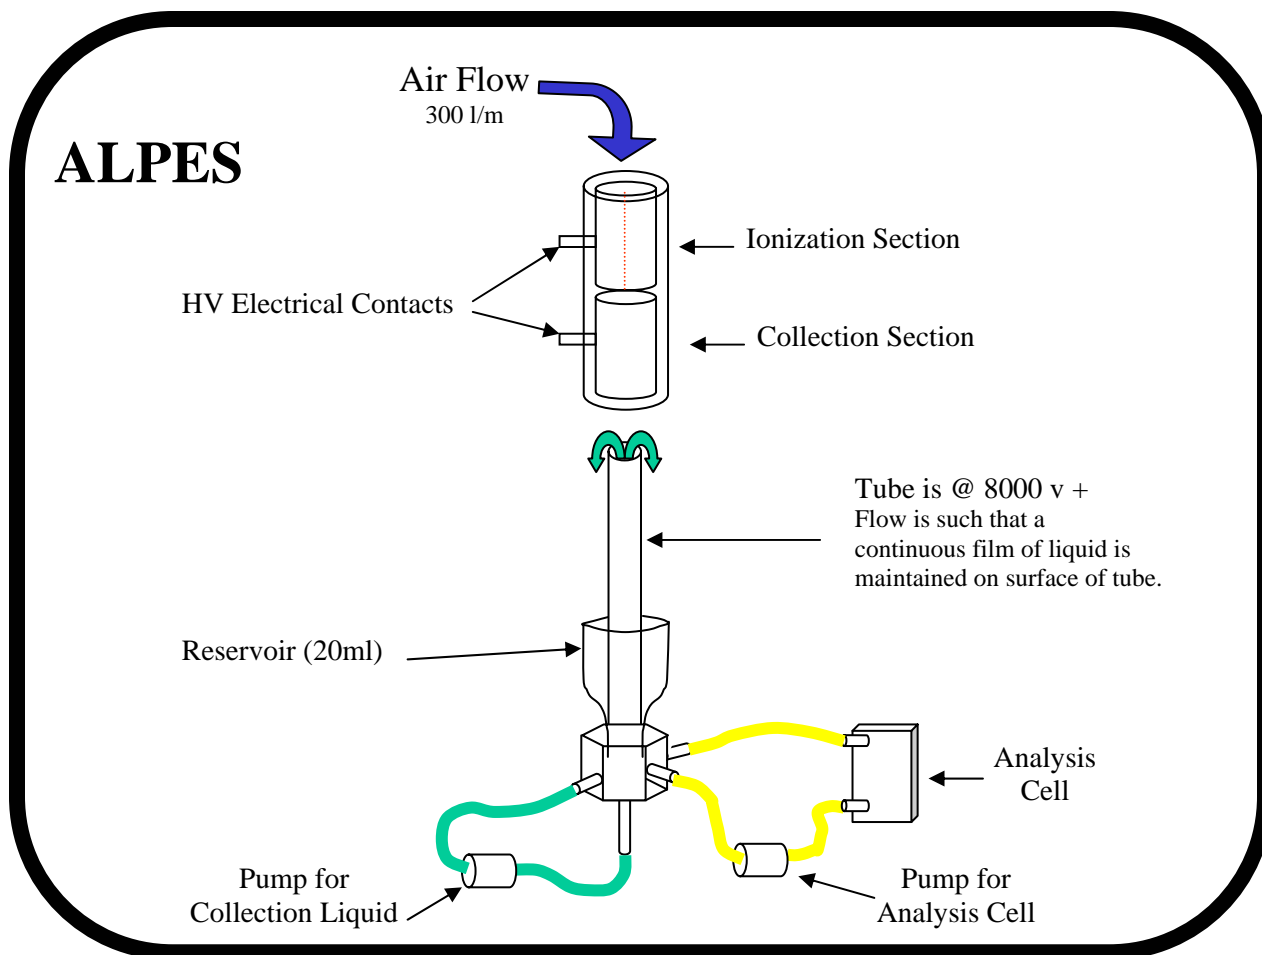 Air Flow
300 l/m
ALPES
Ionization Section
HV Electrical Contacts
Collection Section
Tube is @ 8000 v +
Flow is such that a
continuous film of liquid is
maintained on surface of tube.
Reservoir (20ml)
Analysis
Cell
Pump for
Collection Liquid
Pump for
Analysis Cell